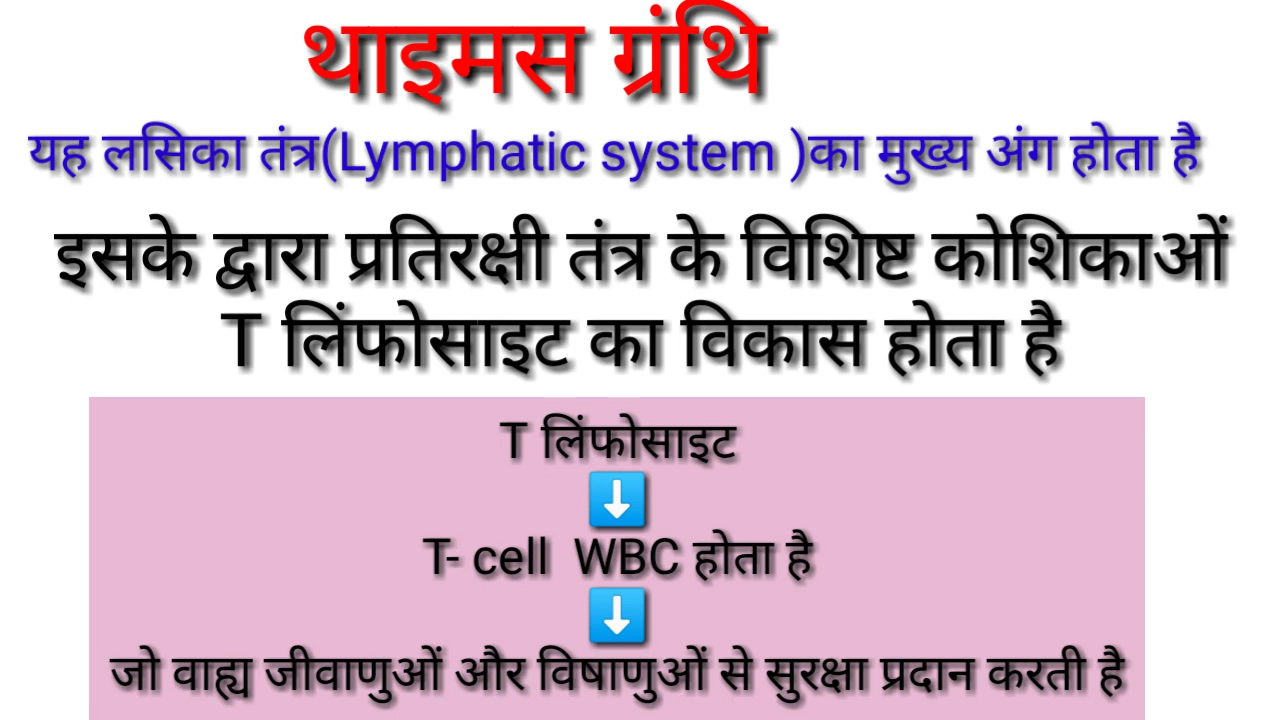 थाइमस ग्रंथि
यह लसिका तंत्र(Lymphatic system )का मुख्य अंग होता है
इसके द्वारा प्रतिरक्षी तंत्र के विशिष्ट कोशिकाओं
T लिंफोसाइट का विकास होता है
T लिंफोसाइट
⬇️
T- cell WBC होता है
⬇️
जो वाह्य जीवाणुओं और विषाणुओं से सुरक्षा प्रदान करती है